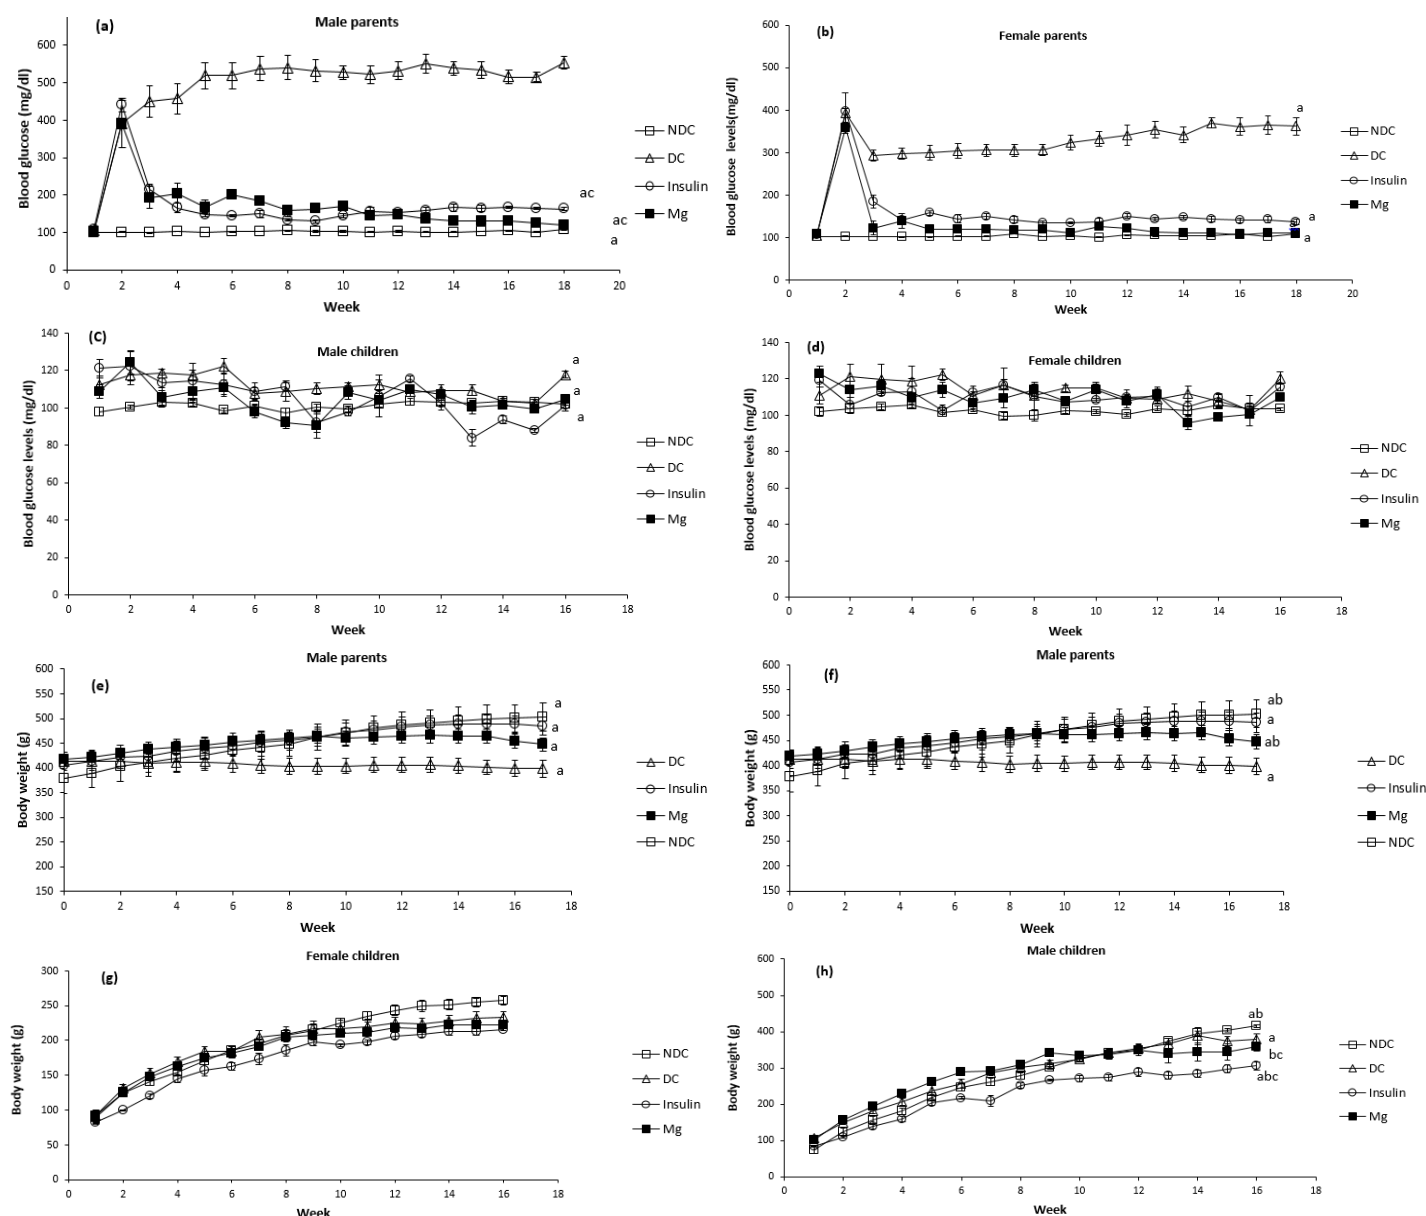 (a)
Male parents
Blood glucose (mg/dl)
600
500
400
300
200
100
0
0 2 4 6 8 10 12 14 16 18 20
Week
ac
ac
a
NDC
DC
Insulin
Mg
(b)
Female parents
Blood glucose levels(mg/dl)
600
500
400
300
200
100
0
0 2 4 6 8 10 12 14 16 18 20
Week
a
a
a
a
NDC
DC
Insulin
Mg
(C)
Male children
Blood glucose levels (mg/dl)
140
120
100
80
60
40
20
0
0 2 4 6 8 10 12 14 16 18
Week
a
a
a
NDC
DC
Insulin
Mg
(d)
Female children
Blood glucose levels (mg/dl)
140
120
100
80
60
40
20
0
0 2 4 6 8 10 12 14 16 18
Week
NDC
DC
Insulin
Mg
Male parents
(e)
Body weight (g)
600
550
500
450
400
350
300
250
200
150
0 2 4 6 8 10 12 14 16 18
Week
a
a
a
a
DC
Insulin
Mg
NDC
Male parents
(f)
Body weight (g)
600
550
500
450
400
350
300
250
200
150
0 2 4 6 8 10 12 14 16 18
Week
ab
a
ab
a
DC
Insulin
Mg
NDC
Female children
(g)
Body weight (g)
300
250
200
150
100
50
0
0 2 4 6 8 10 12 14 16 18
Week
NDC
DC
Insulin
Mg
Male children
(h)
Body weight (g)
600
500
400
300
200
100
0
0 2 4 6 8 10 12 14 16 18
Week
ab
a
bc
abc
NDC
DC
Insulin
Mg